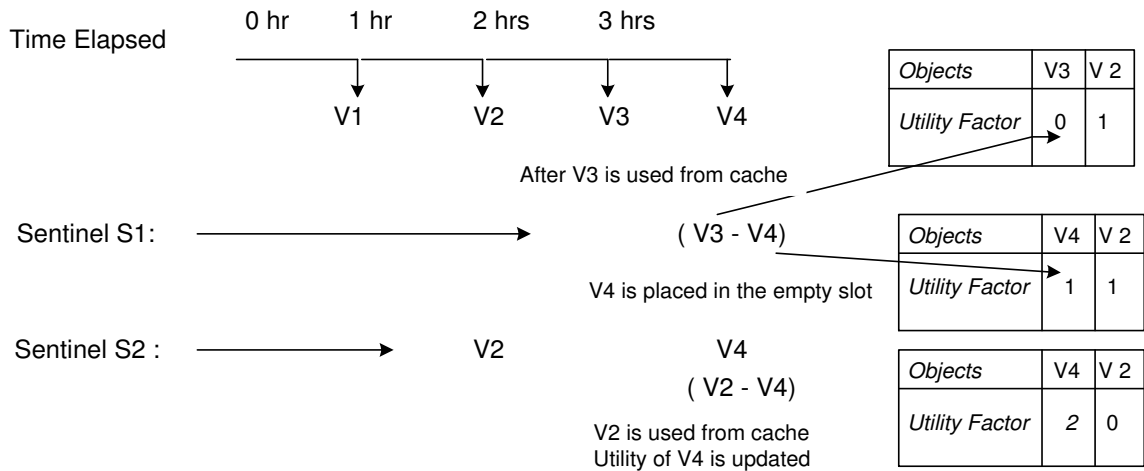 0 hr 1 hr 2 hrs 3 hrs
Time Elapsed
V1 V2 V3 V4
Objects V3 V 2
Utility Factor 0 1
After V3 is used from cache
Sentinel S1: ( V3 - V4)
Objects V4 V 2
Utility Factor 1 1
V4 is placed in the empty slot
Sentinel S2 : V2 V4
( V2 - V4)
Objects V4 V 2
Utility Factor 2 0
V2 is used from cache
Utility of V4 is updated